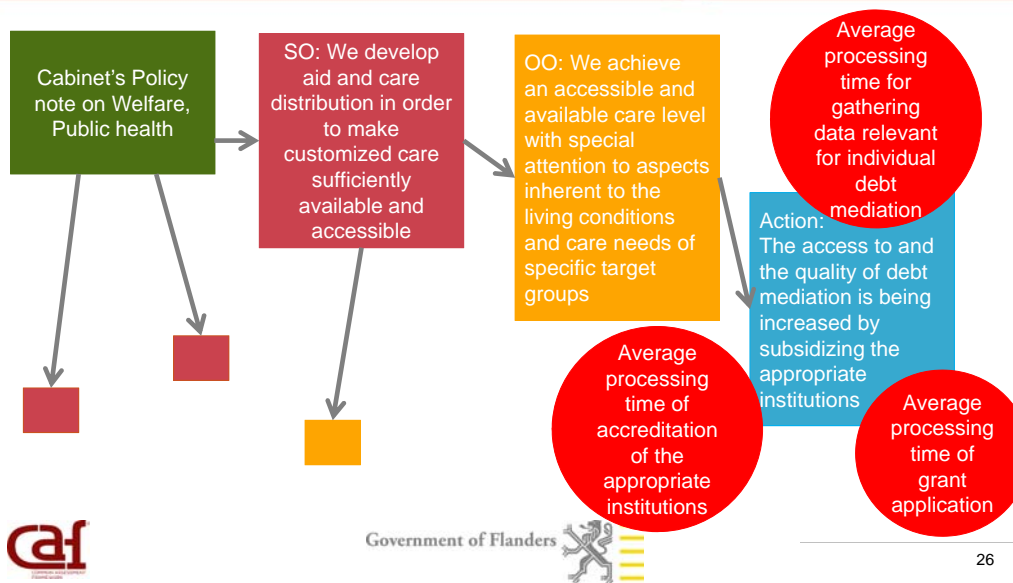 Cabinet's Policy
note on Welfare,
Public health
SO: We develop
aid and care
distribution in order
to make
customized care
sufficiently
available and
accessible
OO: We achieve
an accessible and
available care level
with special
attention to aspects
inherent to the
living conditions
and care needs of
specific target
groups
Average
processing
time for
gathering
data relevant
for individual
debt
mediation
Action:
The access to and
the quality of debt
mediation is being
increased by
subsidizing the
appropriate
institutions
Average
processing
time of
accreditation
of the
appropriate
institutions
Average
processing
time of
grant
application
caf
COMMON ASSESSMENT
FRAMEWORK
Government of Flanders
26